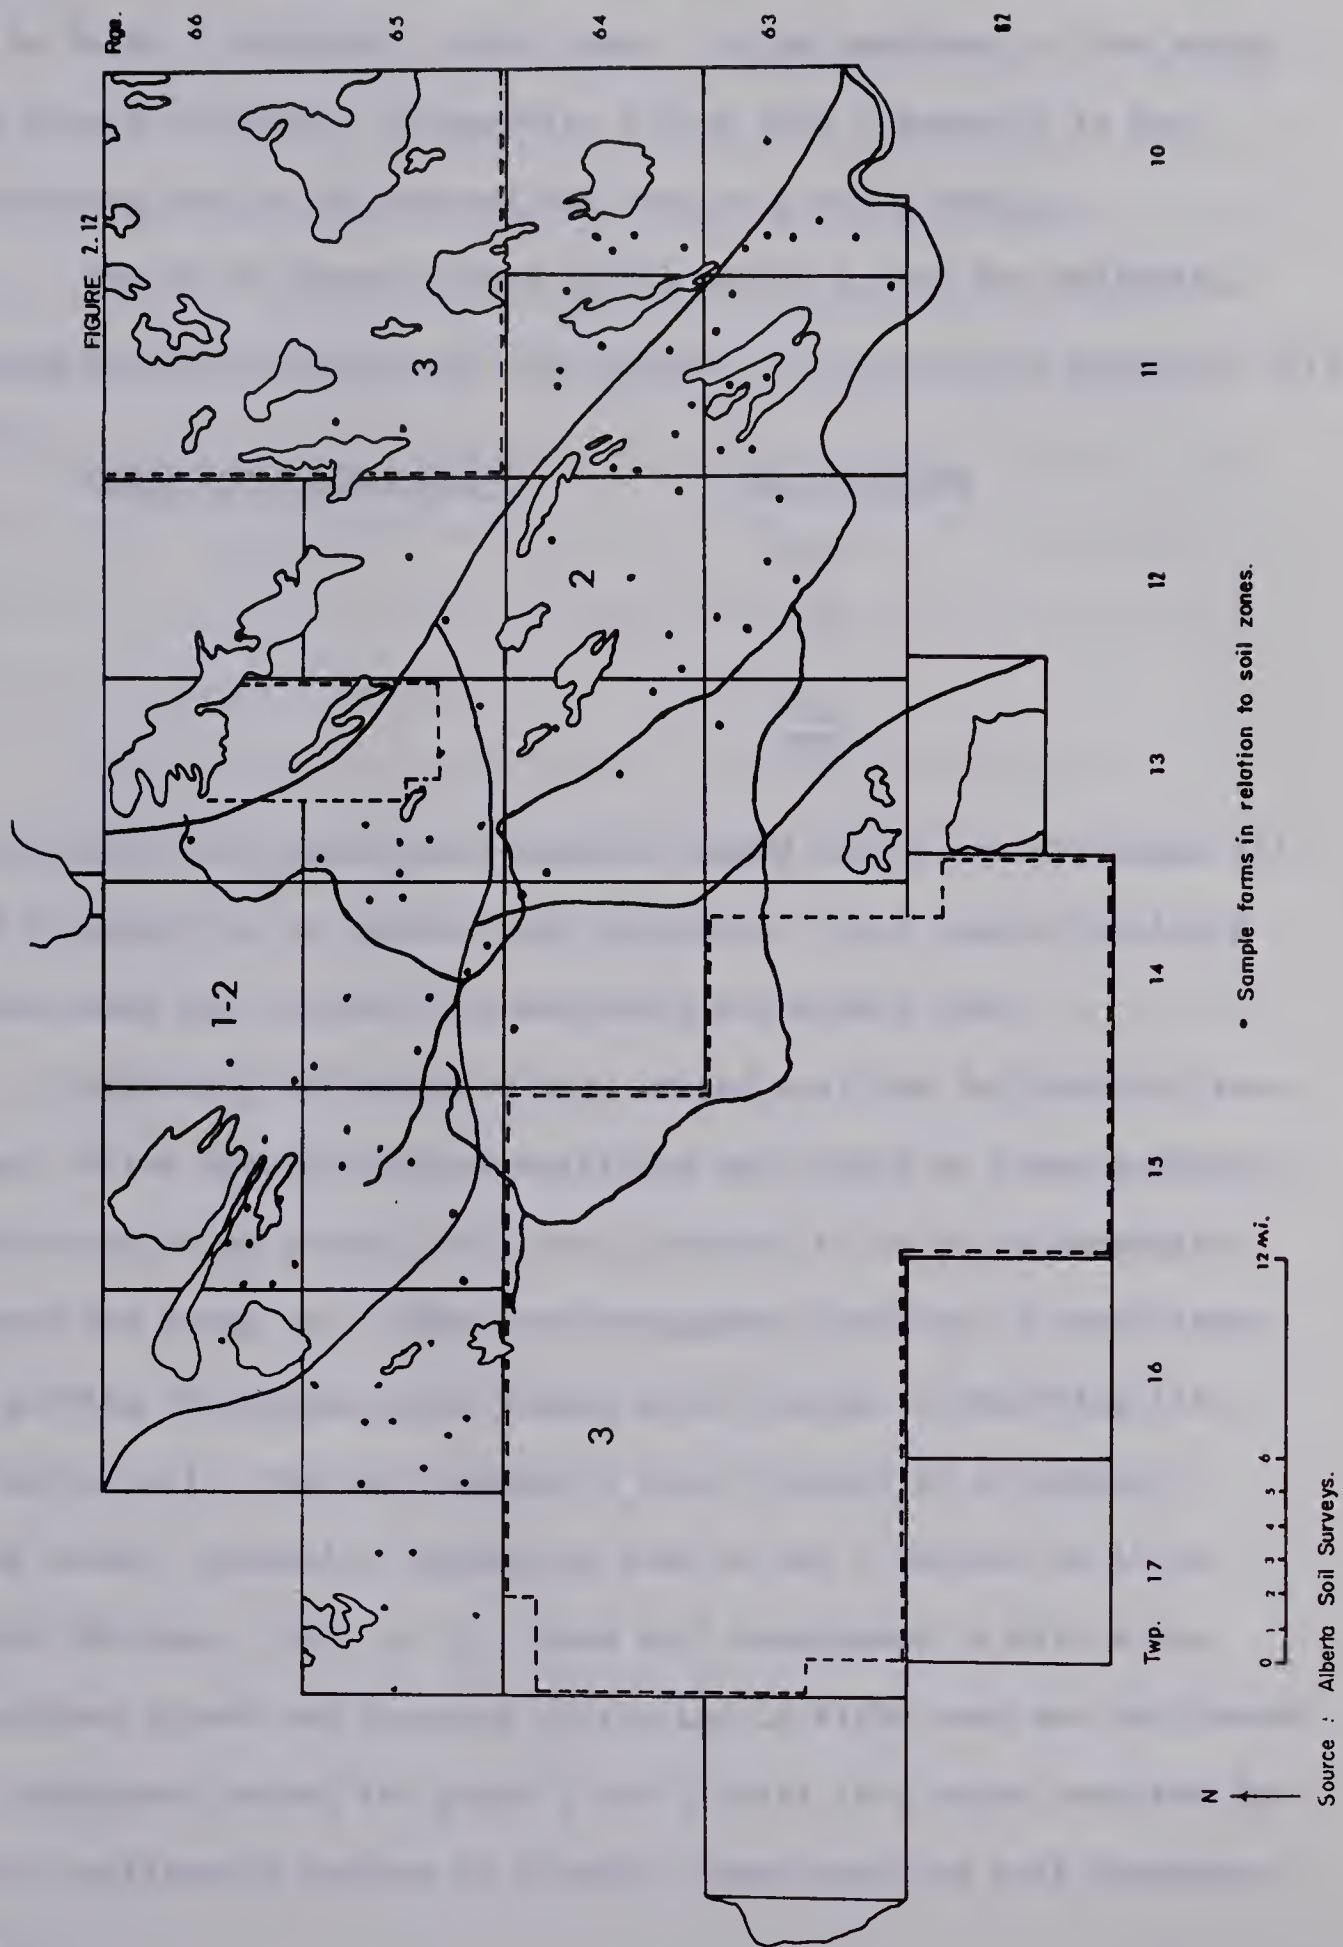 FIGURE 2.12
Rge.
66
1-2
65
3
2
3
64
63
62
Twp. 17 16 15 14 13 12 11 10
N
• Sample farms in relation to soil zones.
0 1 2 3 4 5 6 12 mi.
Source : Alberta Soil Surveys.